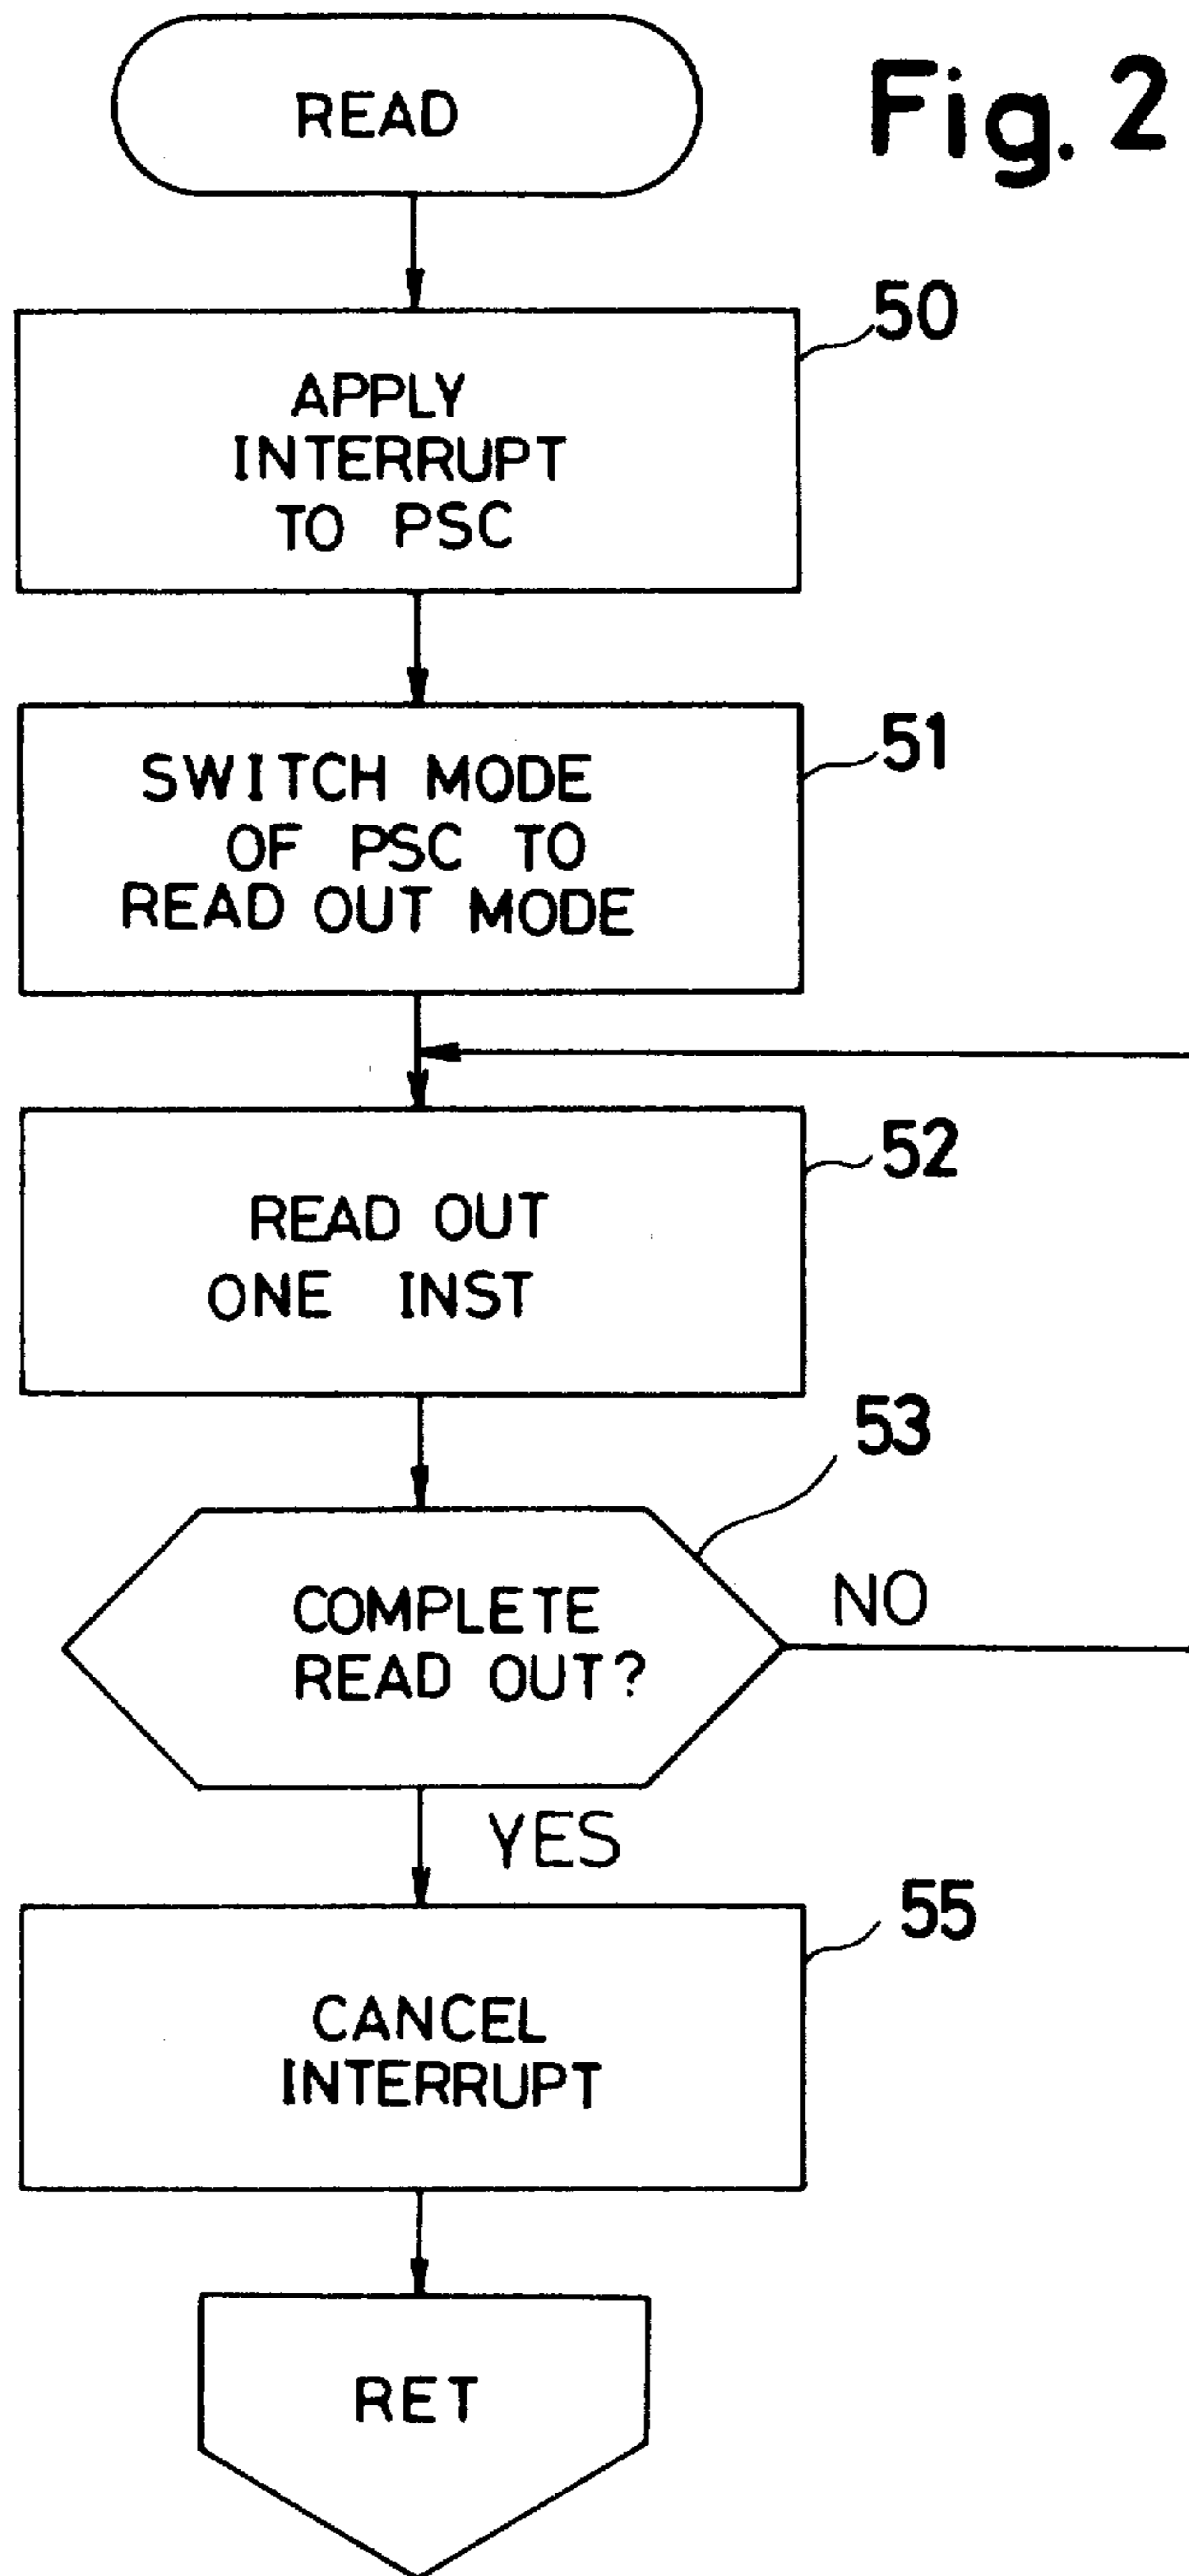 Fig. 2
READ
50
APPLY
INTERRUPT
TO PSC
51
SWITCH MODE
OF PSC TO
READ OUT MODE
52
READ OUT
ONE INST
53
COMPLETE
READ OUT?
NO
YES
55
CANCEL
INTERRUPT
RET